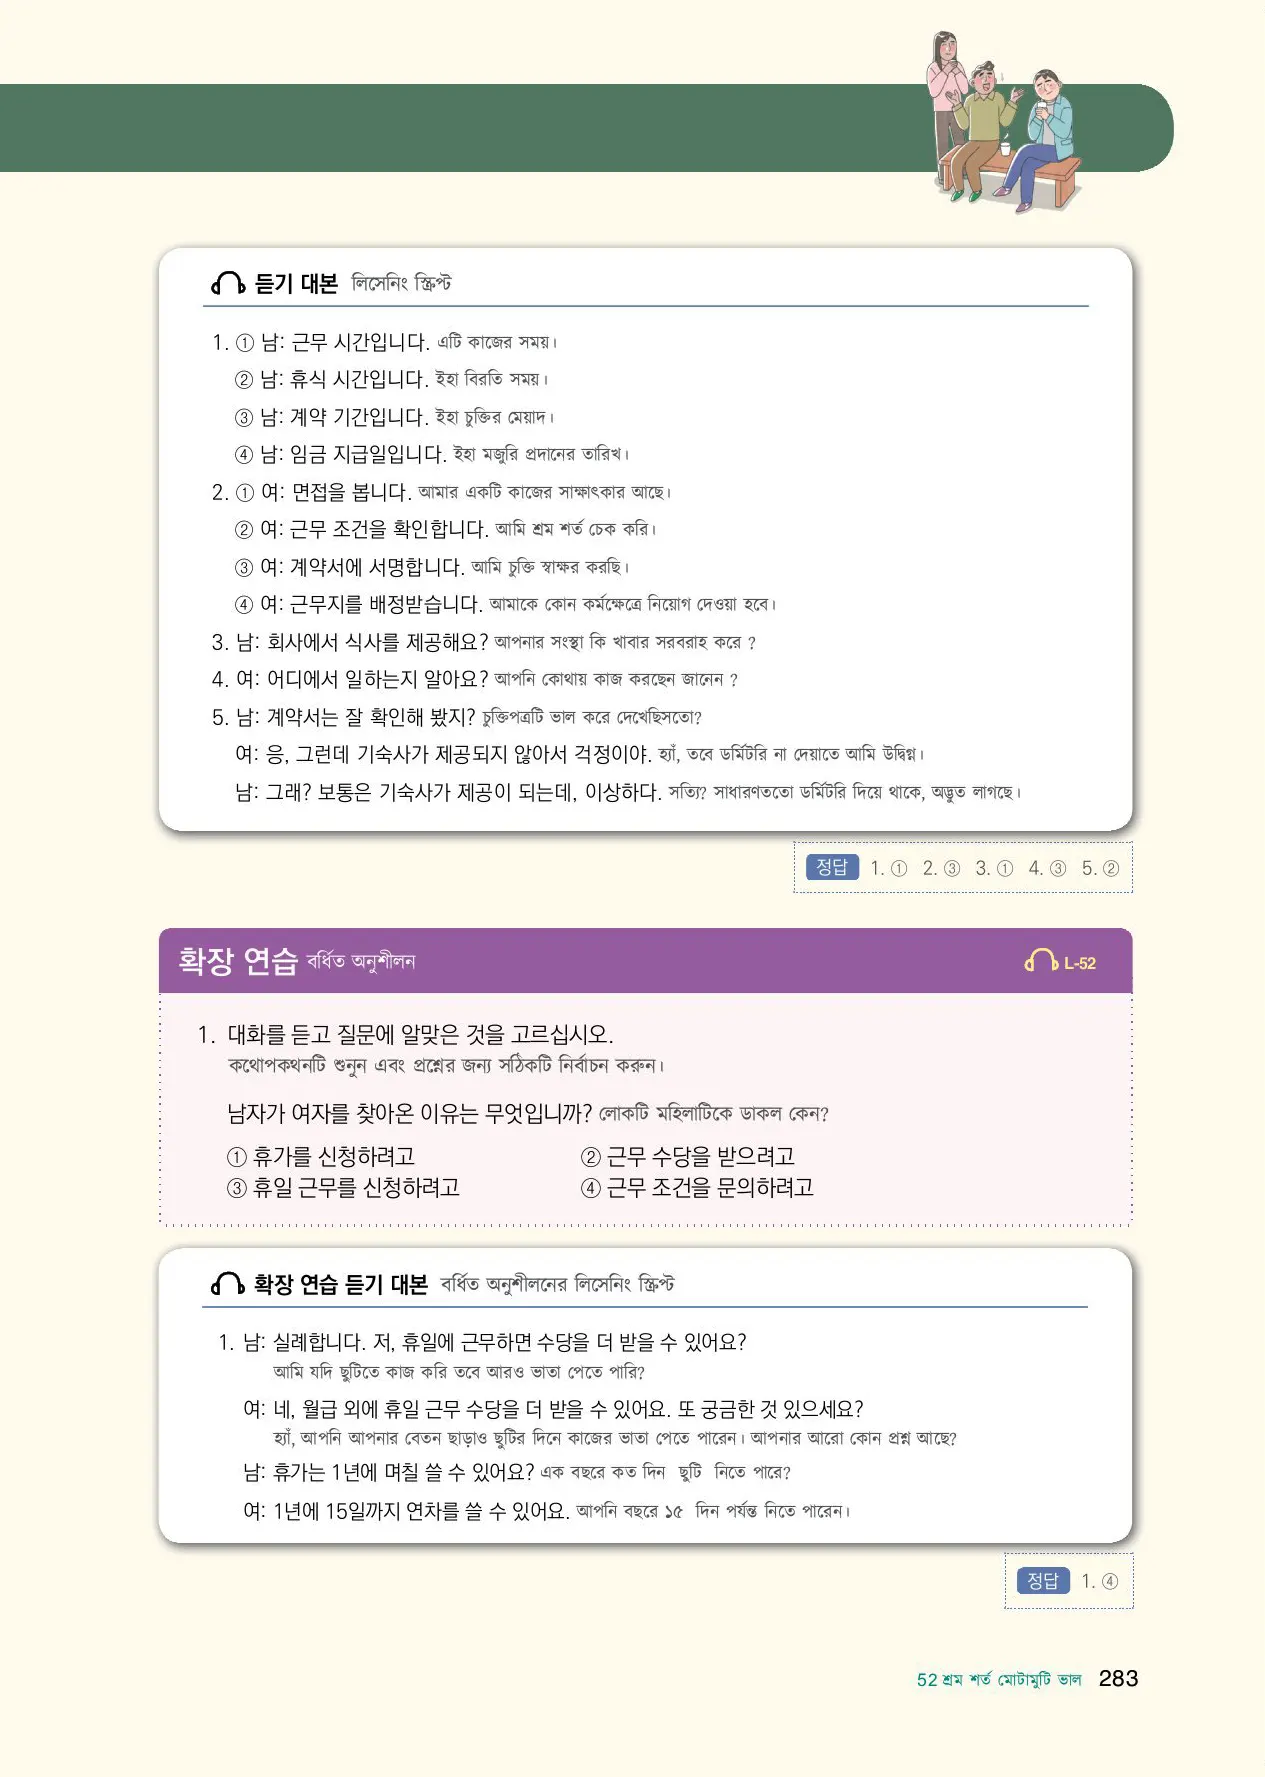 듣기 대본 লিসেনিং স্ক্রিপ্ট
1. ① 남: 근무 시간입니다. এটি কাজের সময়।
② 남: 휴식 시간입니다. ইহা বিরতি সময়।
③ 남: 계약 기간입니다. ইহা চুক্তির মেয়াদ।
④ 남: 임금 지급일입니다. ইহা মজুরি প্রদানের তারিখ।
2. ① 여: 면접을 봅니다. আমার একটি কাজের সাক্ষাৎকার আছে।
② 여: 근무 조건을 확인합니다. আমি শ্রম শর্ত চেক করি।
③ 여: 계약서에 서명합니다. আমি চুক্তি স্বাক্ষর করছি।
④ 여: 근무지를 배정받습니다. আমাকে কোন কর্মক্ষেত্রে নিয়োগ দেওয়া হবে।
3. 남: 회사에서 식사를 제공해요? আপনার সংস্থা কি খাবার সরবরাহ করে ?
4. 여: 어디에서 일하는지 알아요? আপনি কোথায় কাজ করছেন জানেন ?
5. 남: 계약서는 잘 확인해 봤지? চুক্তিপত্রটি ভাল করে দেখেছিসতো?
여: 응, 그런데 기숙사가 제공되지 않아서 걱정이야. হ্যাঁ, তবে ডর্মিটরি না দেয়াতে আমি উদ্বিগ্ন।
남: 그래? 보통은 기숙사가 제공이 되는데, 이상하다. সত্যি? সাধারণততো ডর্মিটরি দিয়ে থাকে, অদ্ভুত লাগছে।
정답 1. ① 2. ③ 3. ① 4. ③ 5. ②
확장 연습 বর্ধিত অনুশীলন L-52
1. 대화를 듣고 질문에 알맞은 것을 고르십시오.
কথোপকথনটি শুনুন এবং প্রশ্নের জন্য সঠিকটি নির্বাচন করুন।
남자가 여자를 찾아온 이유는 무엇입니까? লোকটি মহিলাটিকে ডাকল কেন?
① 휴가를 신청하려고 ② 근무 수당을 받으려고
③ 휴일 근무를 신청하려고 ④ 근무 조건을 문의하려고
확장 연습 듣기 대본 বর্ধিত অনুশীলনের লিসেনিং স্ক্রিপ্ট
1. 남: 실례합니다. 저, 휴일에 근무하면 수당을 더 받을 수 있어요?
আমি যদি ছুটিতে কাজ করি তবে আরও ভাতা পেতে পারি?
여: 네, 월급 외에 휴일 근무 수당을 더 받을 수 있어요. 또 궁금한 것 있으세요?
হ্যাঁ, আপনি আপনার বেতন ছাড়াও ছুটির দিনে কাজের ভাতা পেতে পারেন। আপনার আরো কোন প্রশ্ন আছে?
남: 휴가는 1년에 며칠 쓸 수 있어요? এক বছরে কত দিন ছুটি নিতে পারে?
여: 1년에 15일까지 연차를 쓸 수 있어요. আপনি বছরে ১৫ দিন পর্যন্ত নিতে পারেন।
정답 1. ④
52 শ্রম শর্ত মোটামুটি ভাল 283